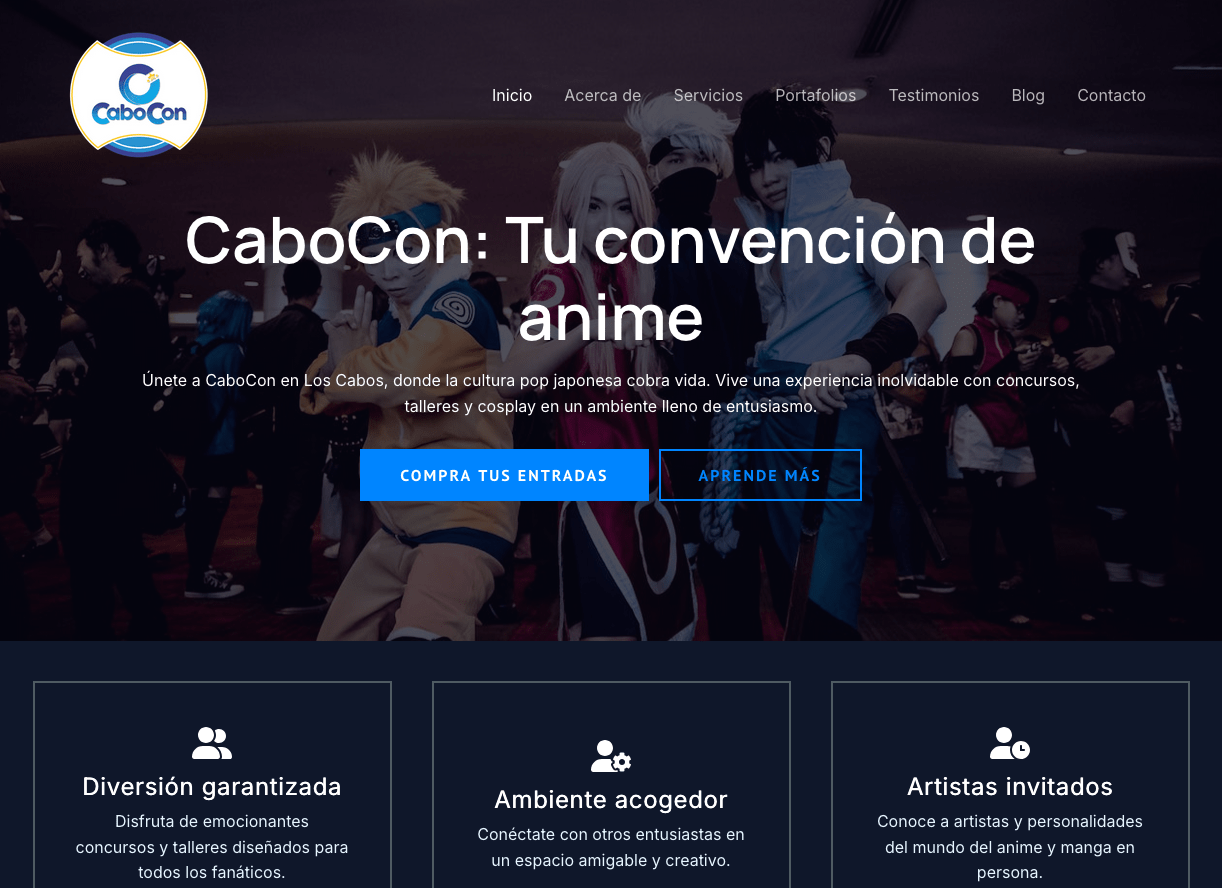 CaboCon
Inicio Acerca de Servicios Portafolios Testimonios Blog Contacto
CaboCon: Tu convención de
anime
Únete a CaboCon en Los Cabos, donde la cultura pop japonesa cobra vida. Vive una experiencia inolvidable con concursos,
talleres y cosplay en un ambiente lleno de entusiasmo.
COMPRA TUS ENTRADAS
APRENDE MÁS
Diversión garantizada
Disfruta de emocionantes
concursos y talleres diseñados para
todos los fanáticos.
Ambiente acogedor
Conéctate con otros entusiastas en
un espacio amigable y creativo.
Artistas invitados
Conoce a artistas y personalidades
del mundo del anime y manga en
persona.